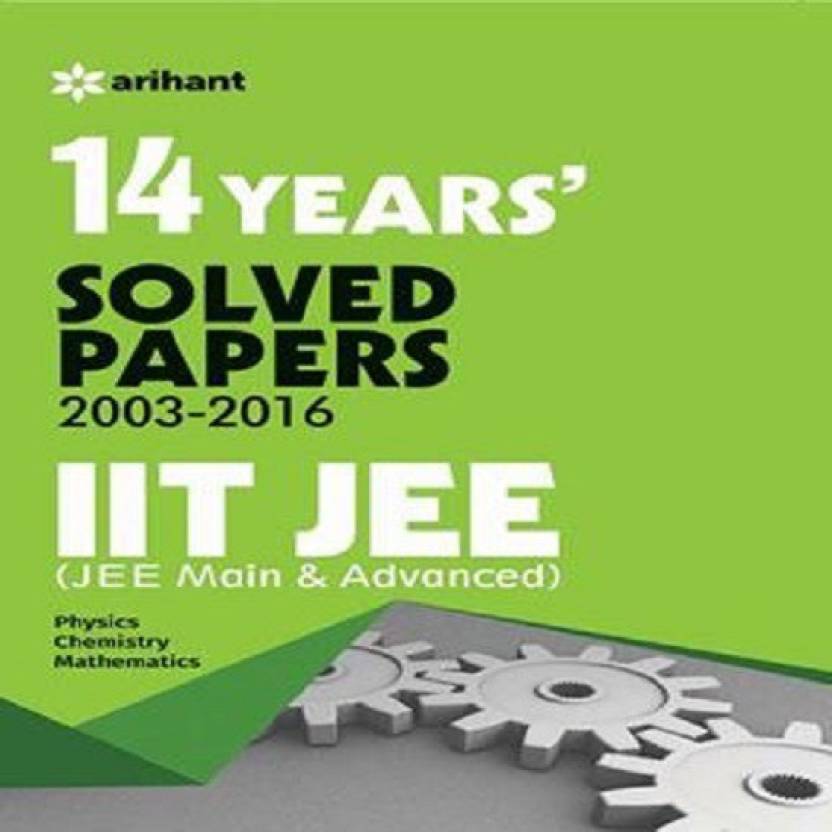 arihant
14 YEARS'
SOLVED
PAPERS
2003-2016
IIT JEE
(JEE Main & Advanced)
Physics
Chemistry
Mathematics